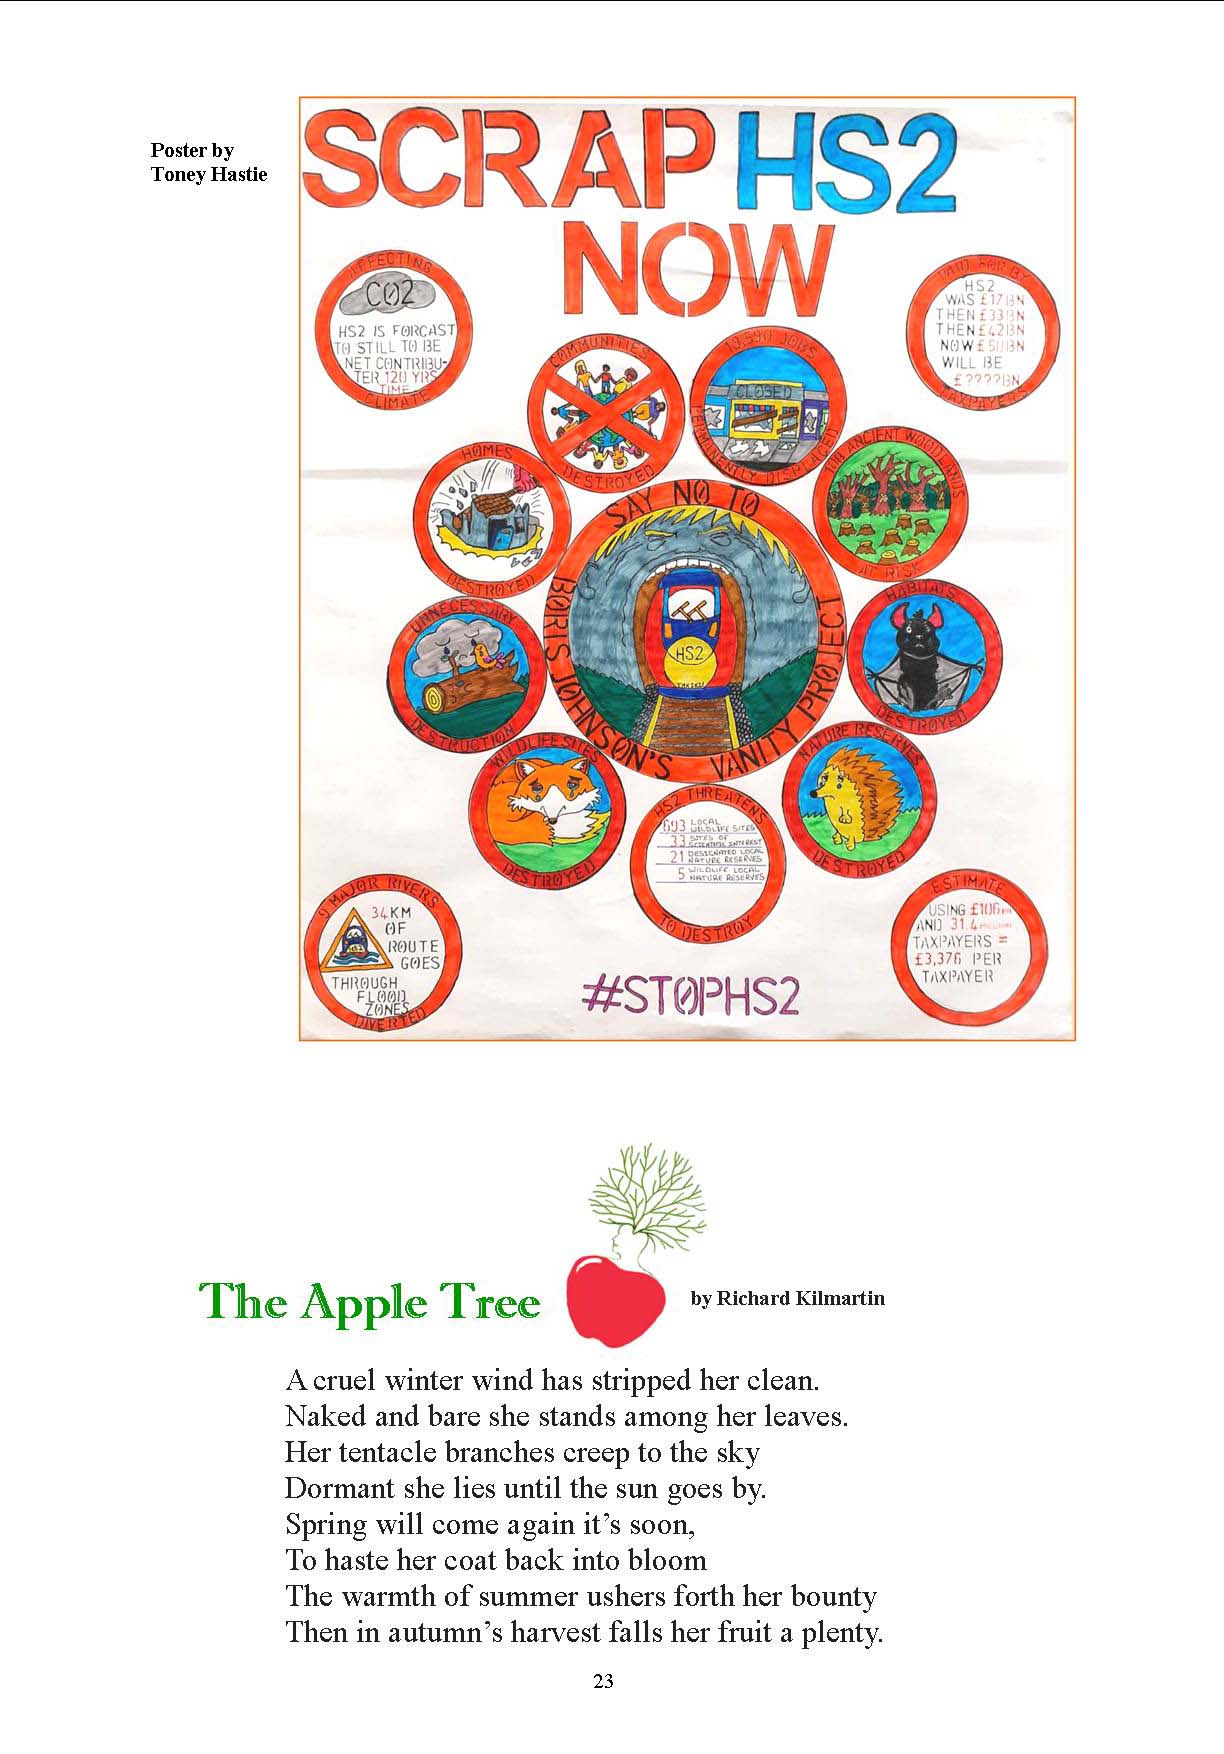 Poster by
Toney Hastie
SCRAP HS2
NOW
AFFECTING
CO2
HS2 IS FORCAST
TO STILL TO BE
NET CONTRIBU-
TER 120 YRS
TIME
CLIMATE
PAID FOR BY
HS2
WAS £17BN
THEN £33BN
THEN £42BN
NOW £50BN
WILL BE
£????BN
TAXPAYERS
COMMUNITIES
DESTROYED
19,590 JOBS
CLOSED
PERMANENTLY DISPLACED
HOMES
DESTROYED
108 ANCIENT WOODLANDS
AT RISK
SAY NO TO
BORIS JOHNSON'S VANITY PROJECT
HS2
UNNECESSARY
DESTRUCTION
HABITATS
DESTROYED
WILDLIFE SITES
DESTROYED
NATURE RESERVES
DESTROYED
HS2 THREATENS
693 LOCAL
WILDLIFE SITES
33 SITES OF
SCIENTIFIC INTEREST
21 DESIGNATED LOCAL
NATURE RESERVES
5 WILDLIFE LOCAL
NATURE RESERVES
TO DESTROY
9 MAJOR RIVERS
34KM
OF
ROUTE
GOES
THROUGH
FLOOD
ZONES
DIVERTED
ESTIMATE
USING £106BN
AND 31.4 MILLION
TAXPAYERS =
£3,376 PER
TAXPAYER
#STOPHS2
The Apple Tree
by Richard Kilmartin
A cruel winter wind has stripped her clean.
Naked and bare she stands among her leaves.
Her tentacle branches creep to the sky
Dormant she lies until the sun goes by.
Spring will come again it's soon,
To haste her coat back into bloom
The warmth of summer ushers forth her bounty
Then in autumn's harvest falls her fruit a plenty.
23